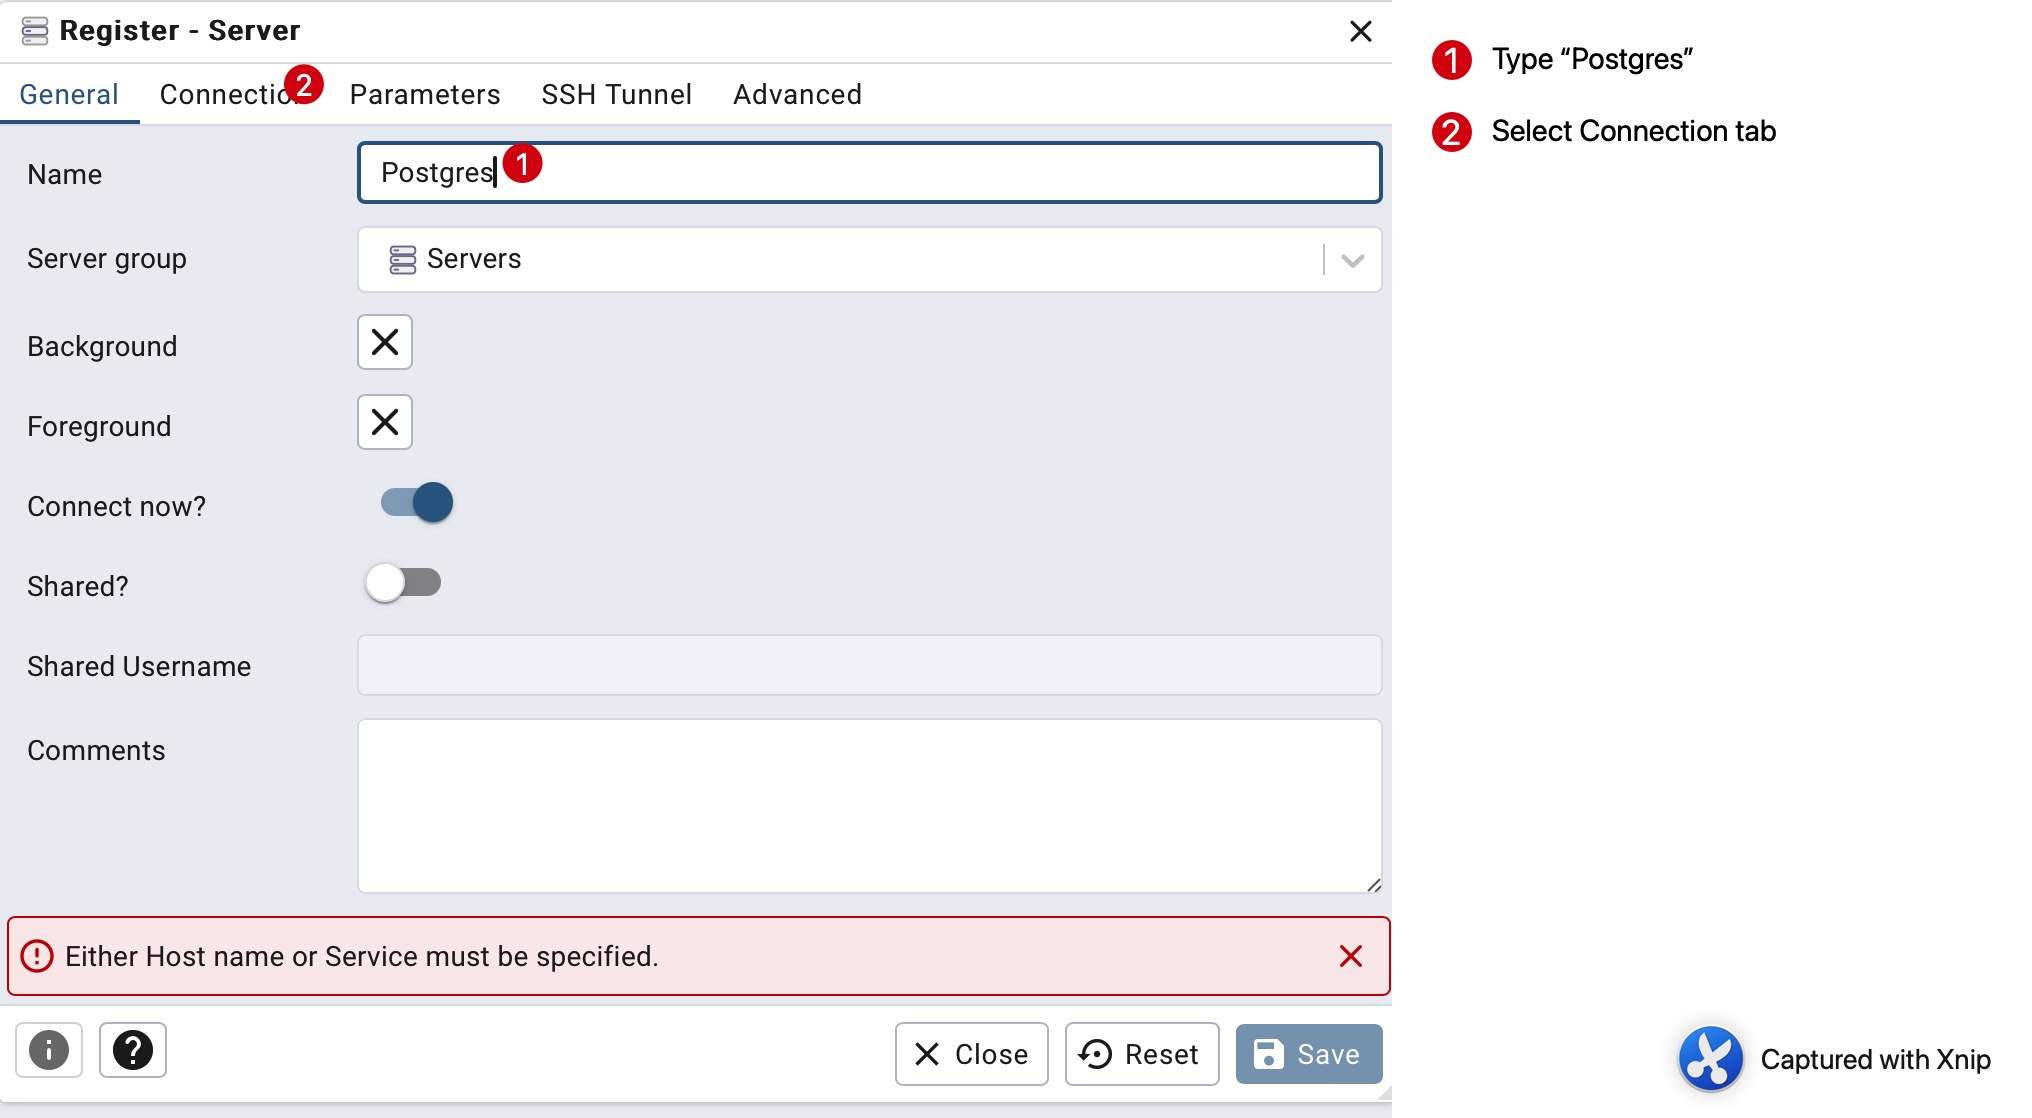 Register - Server
General Connection 2 Parameters SSH Tunnel Advanced
Name Postgres 1
Server group Servers
Background
Foreground
Connect now?
Shared?
Shared Username
Comments
Either Host name or Service must be specified.
Close Reset Save
1 Type “Postgres”
2 Select Connection tab
Captured with Xnip